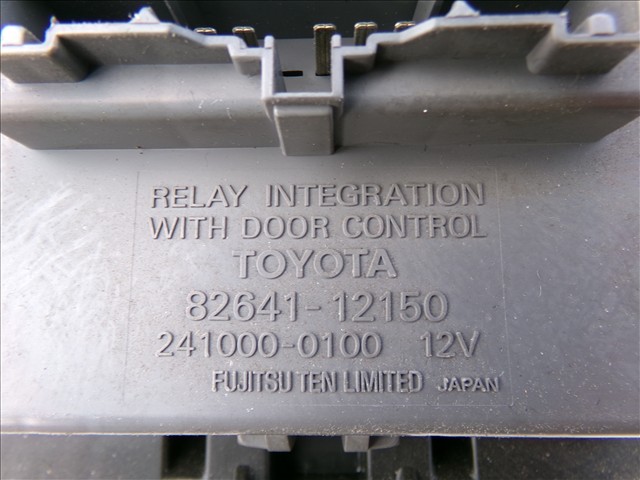 RELAY INTEGRATION
WITH DOOR CONTROL
TOYOTA
82641-12150
241000-0100 12V
FUJITSU TEN LIMITED JAPAN